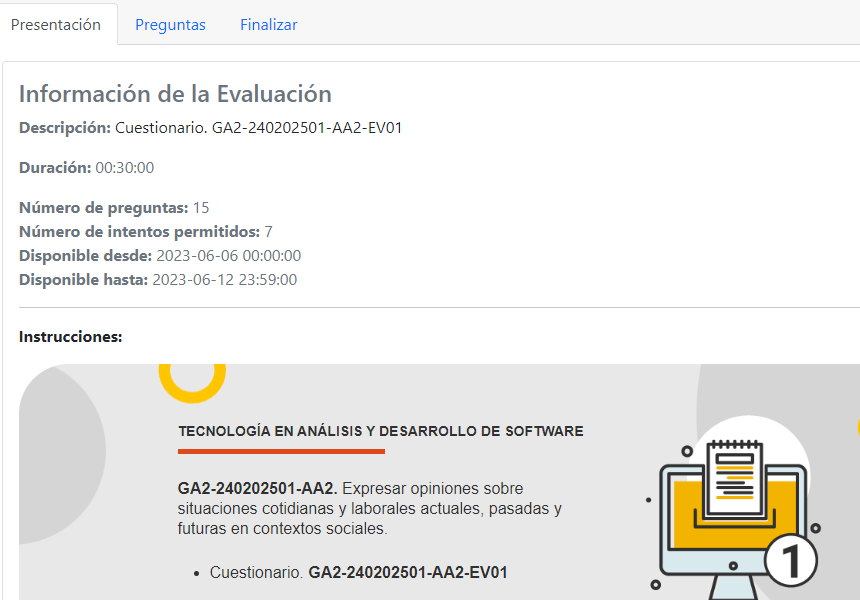 Presentación Preguntas Finalizar
Información de la Evaluación
Descripción: Cuestionario. GA2-240202501-AA2-EV01
Duración: 00:30:00
Número de preguntas: 15
Número de intentos permitidos: 7
Disponible desde: 2023-06-06 00:00:00
Disponible hasta: 2023-06-12 23:59:00
Instrucciones:
TECNOLOGÍA EN ANÁLISIS Y DESARROLLO DE SOFTWARE
GA2-240202501-AA2. Expresar opiniones sobre
situaciones cotidianas y laborales actuales, pasadas y
futuras en contextos sociales.
• Cuestionario. GA2-240202501-AA2-EV01
1